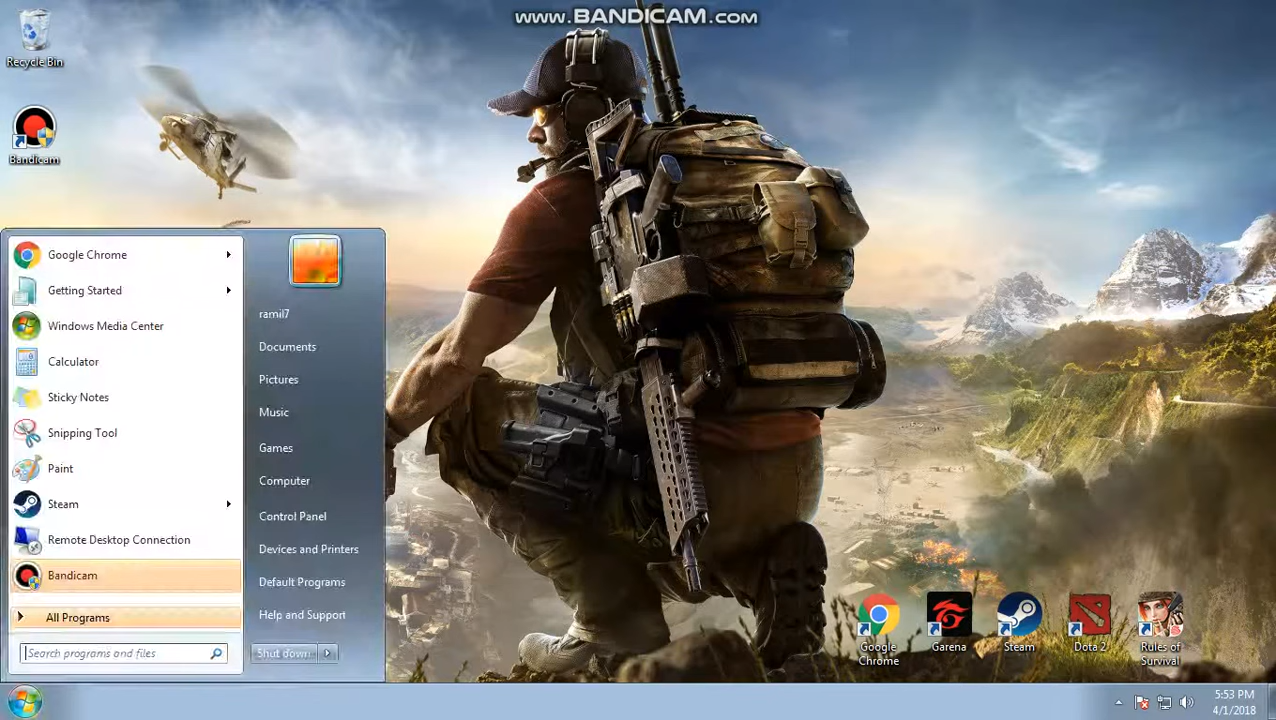 www.BANDICAM.com
Recycle Bin
Bandicam
Google Chrome
Getting Started
Windows Media Center
Calculator
Sticky Notes
Snipping Tool
Paint
Steam
Remote Desktop Connection
Bandicam
All Programs
Search programs and files
ramil7
Documents
Pictures
Music
Games
Computer
Control Panel
Devices and Printers
Default Programs
Help and Support
Shut down
Google
Chrome
Garena
Steam
Dota 2
Rules of
Survival
5:53 PM
4/1/2018